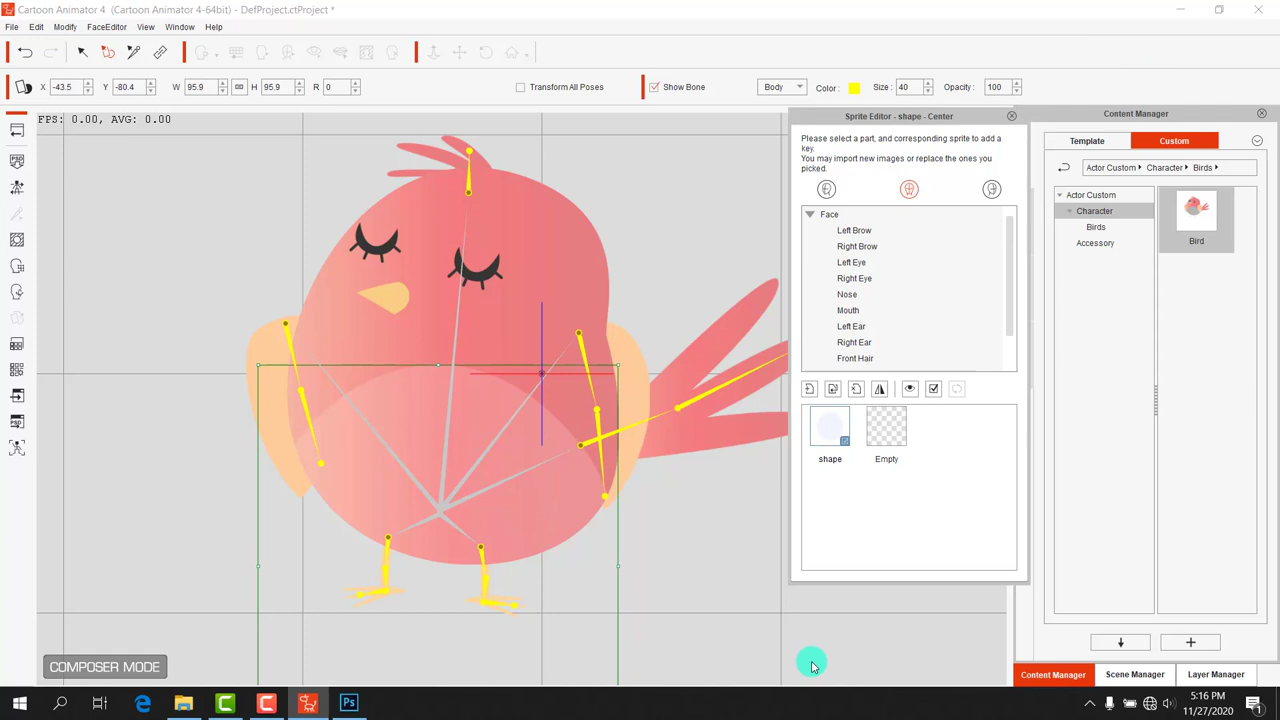 Cartoon Animator 4 (Cartoon Animator 4-64bit) - DefProject.ctProject *
File Edit Modify FaceEditor View Window Help
X -43.5 Y -80.4 W 95.9 H 95.9 R 0 Transform All Poses Show Bone Body Color : Size : 40 Opacity : 100
FPS: 0.00, AVG: 0.00
Sprite Editor - shape - Center
Please select a part, and corresponding sprite to add a
key.
You may import new images or replace the ones you
picked.
Face
Left Brow
Right Brow
Left Eye
Right Eye
Nose
Mouth
Left Ear
Right Ear
Front Hair
shape Empty
Content Manager
Template Custom
Actor Custom Character Birds
Actor Custom
Character
Birds
Accessory
Bird
COMPOSER MODE
Content Manager Scene Manager Layer Manager
Ps
5:16 PM
11/27/2020
1